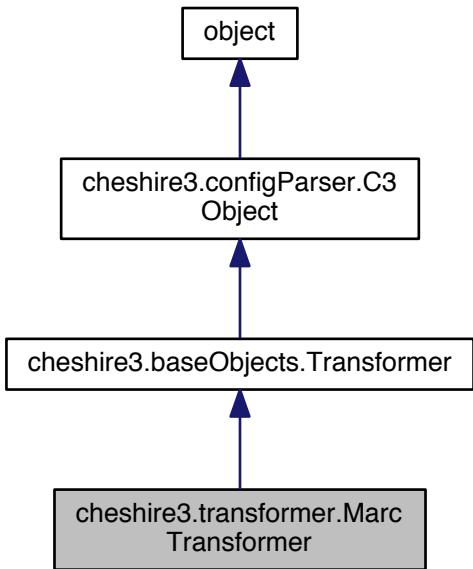 object
cheshire3.configParser.C3
Object
cheshire3.baseObjects.Transformer
cheshire3.transformer.Marc
Transformer